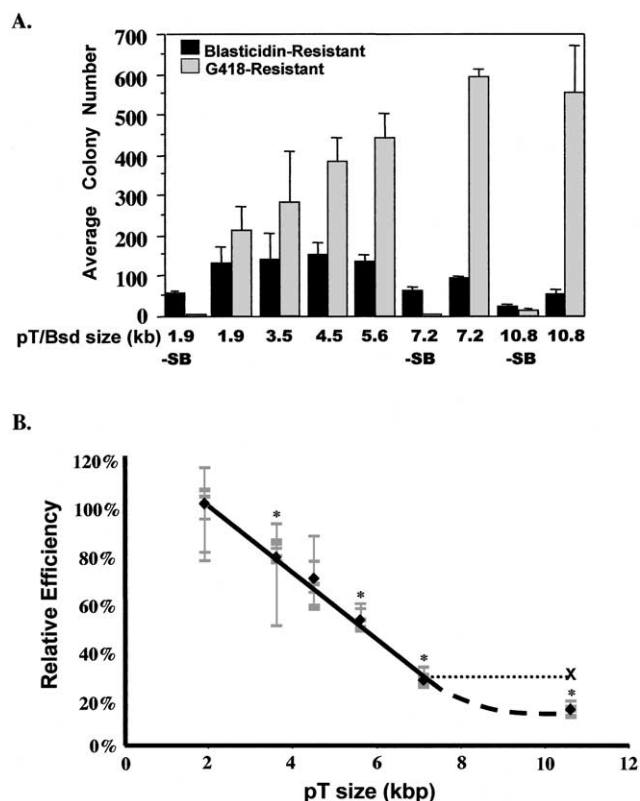 A.
Average Colony Number
700
600
500
400
300
200
100
0
Blasticidin-Resistant
G418-Resistant
pT/Bsd size (kb) 1.9 1.9 3.5 4.5 5.6 7.2 7.2 10.8 10.8
-SB -SB -SB
B.
Relative Efficiency
120%
100%
80%
60%
40%
20%
0%
* * * X *
0 2 4 6 8 10 12
pT size (kbp)